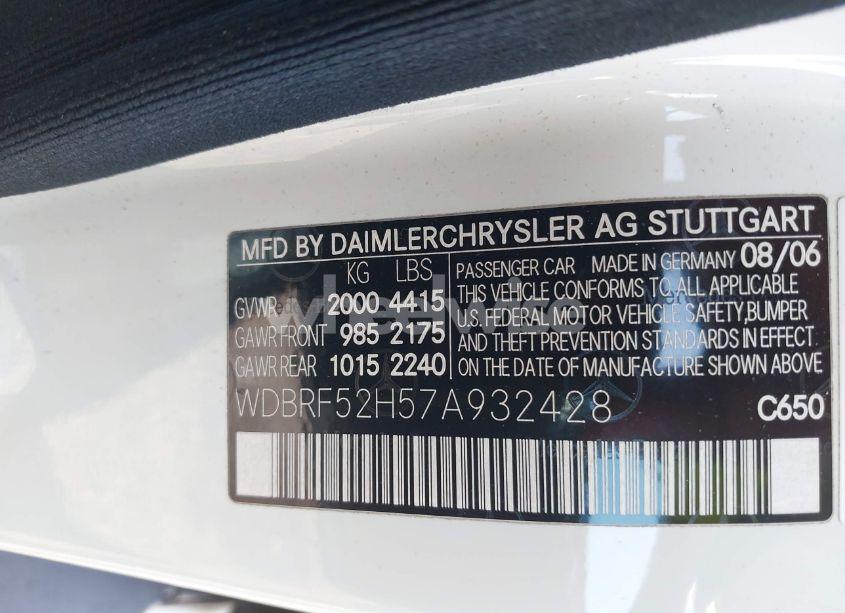 MFD BY DAIMLERCHRYSLER AG STUTTGART
KG LBS
GVWR 2000 4415
GAWR FRONT 985 2175
GAWR REAR 1015 2240
PASSENGER CAR MADE IN GERMANY 08/06
THIS VEHICLE CONFORMS TO ALL APPLICABLE
U.S. FEDERAL MOTOR VEHICLE SAFETY,BUMPER
AND THEFT PREVENTION STANDARDS IN EFFECT
ON THE DATE OF MANUFACTURE SHOWN ABOVE
WDBRF52H57A932428
C650